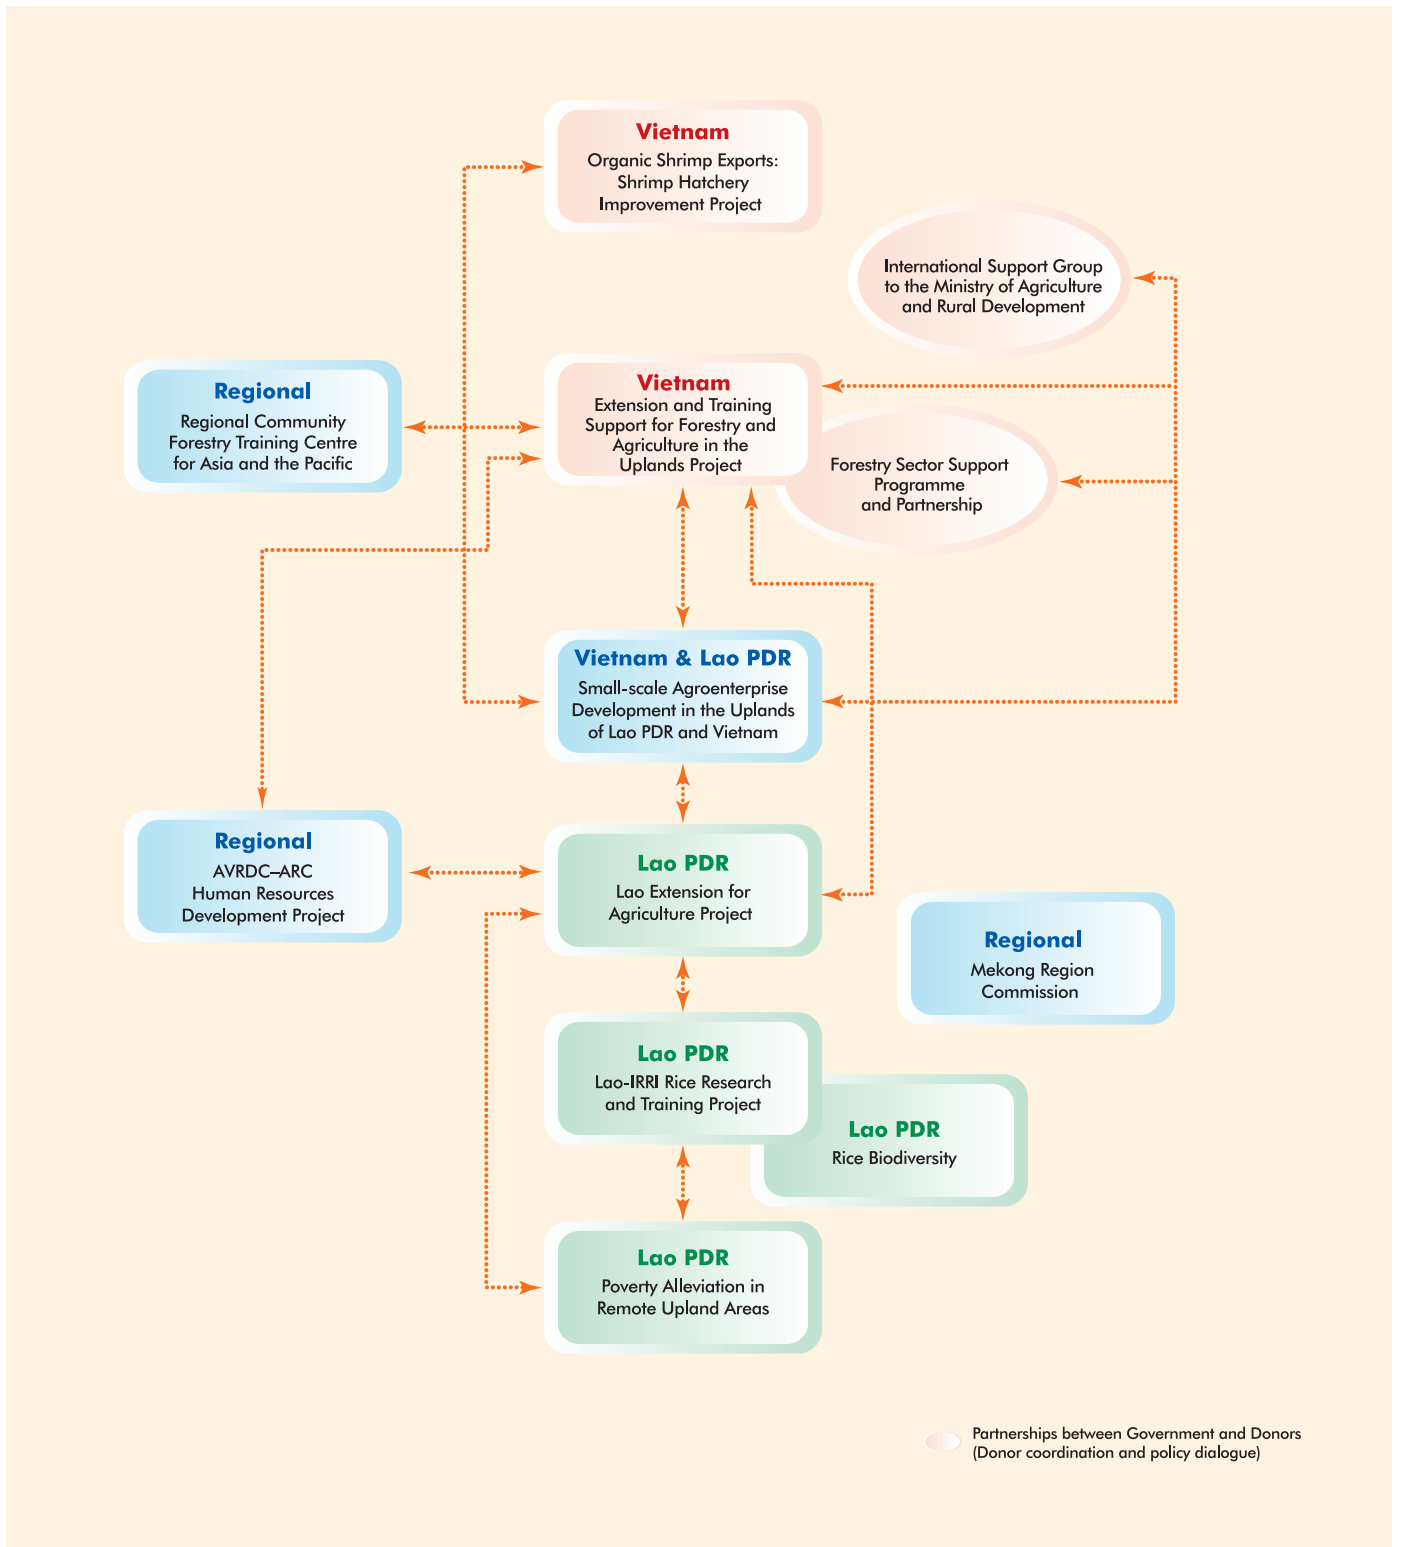 Vietnam
Organic Shrimp Exports:
Shrimp Hatchery
Improvement Project
International Support Group
to the Ministry of Agriculture
and Rural Development
Regional
Regional Community
Forestry Training Centre
for Asia and the Pacific
Vietnam
Extension and Training
Support for Forestry and
Agriculture in the
Uplands Project
Forestry Sector Support
Programme
and Partnership
Vietnam & Lao PDR
Small-scale Agroenterprise
Development in the Uplands
of Lao PDR and Vietnam
Regional
AVRDC–ARC
Human Resources
Development Project
Lao PDR
Lao Extension for
Agriculture Project
Regional
Mekong Region
Commission
Lao PDR
Lao-IRRI Rice Research
and Training Project
Lao PDR
Rice Biodiversity
Lao PDR
Poverty Alleviation in
Remote Upland Areas
Partnerships between Government and Donors
(Donor coordination and policy dialogue)